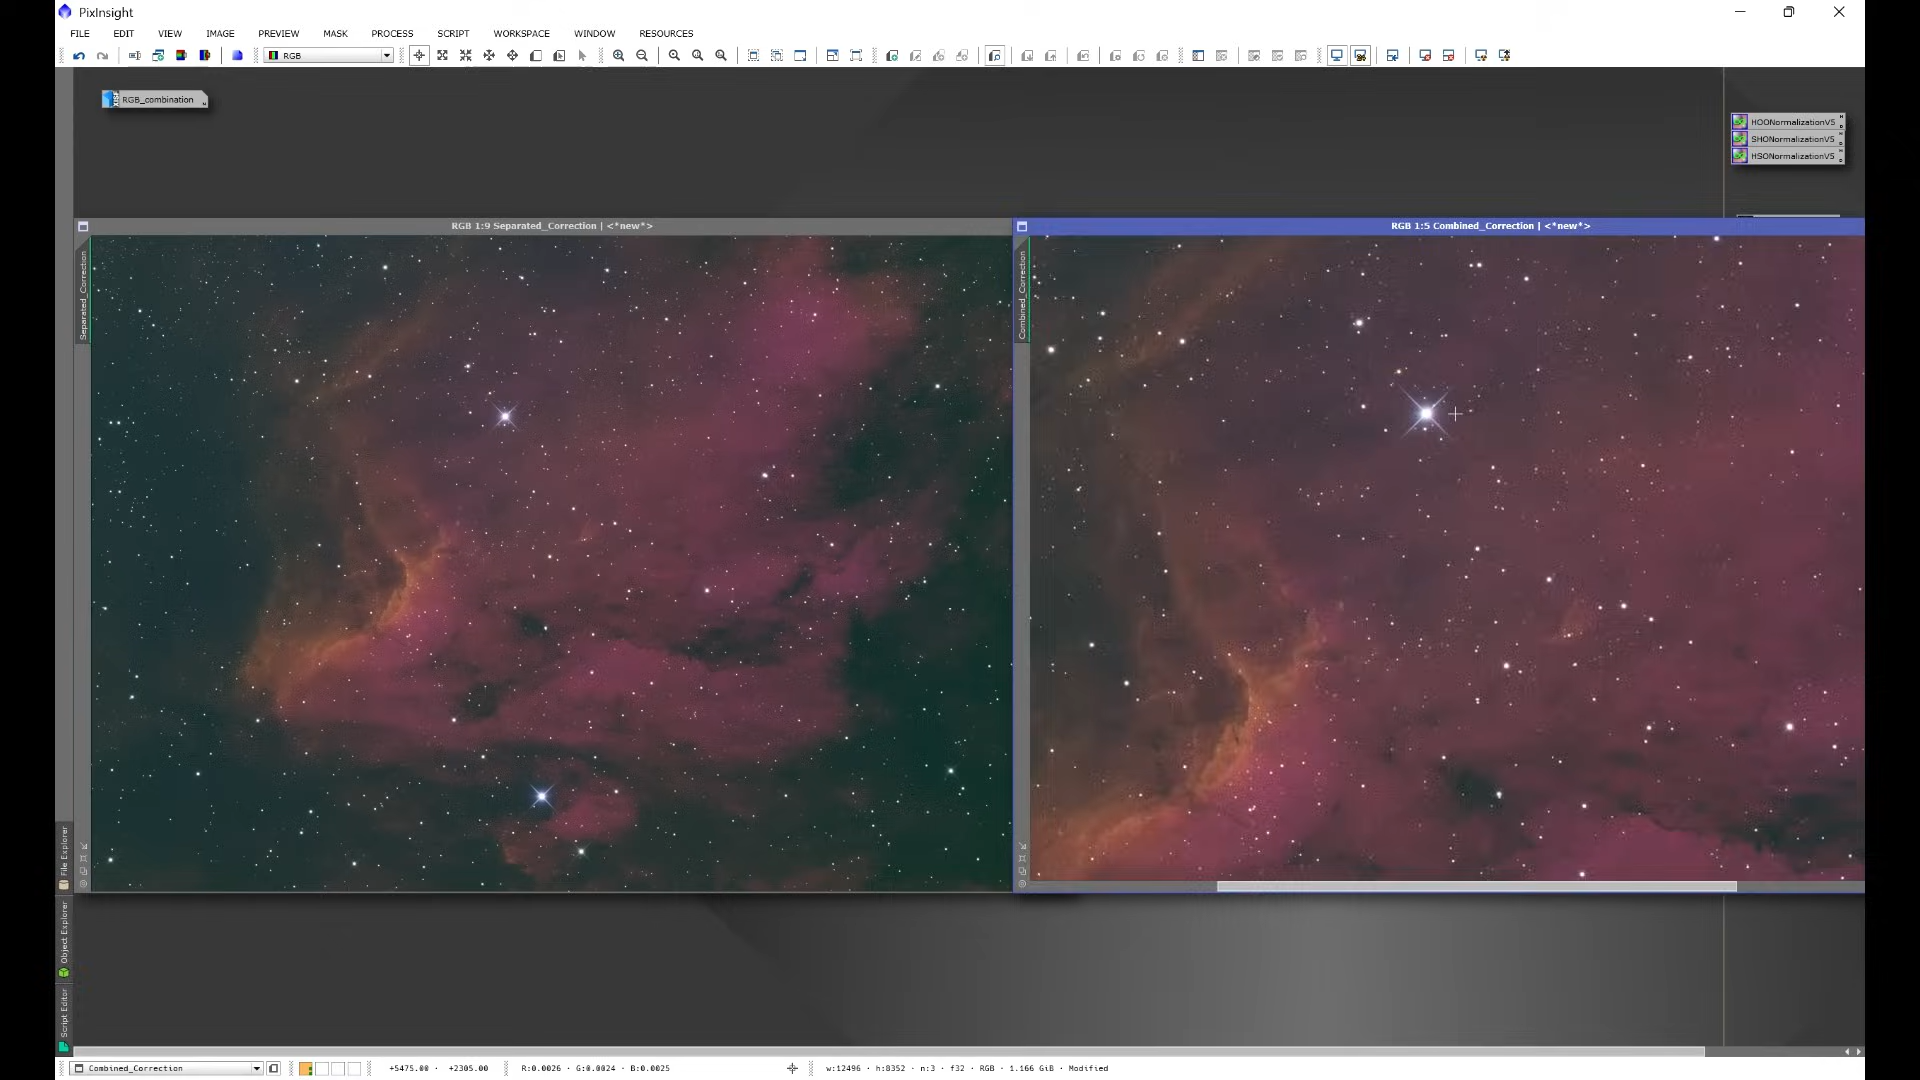 PixInsight
FILE EDIT VIEW IMAGE MASK PROCESS SCRIPT WORKSPACE WINDOW RESOURCES
RGB
RGB_combination
HOONormalizationV5
SHONormalizationV5
HSONormalizationV5
RGB 1:9 Separated_Correction | <*new*>
RGB 1:5 Combined_Correction | <*new*>
Separated_Correction
Combined_Correction
File Explorer
Object Explorer
Script Editor
Combined_Correction
+5475.00 · +2305.00
R:0.0026 · G:0.0024 · B:0.0025
w:12496 · h:8352 · n:3 · f32 · RGB · 1.166 GiB · Modified